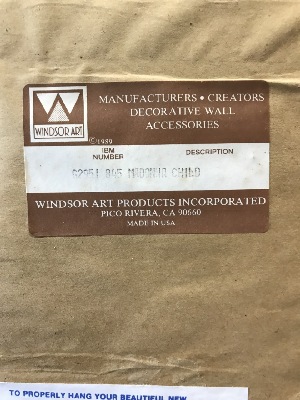 WINDSOR ART
MANUFACTURERS • CREATORS
DECORATIVE WALL
ACCESSORIES
©1989
ITEM
NUMBER
DESCRIPTION
CHILD
WINDSOR ART PRODUCTS INCORPORATED
PICO RIVERA, CA 90660
MADE IN USA
TO PROPERLY HANG YOUR BEAUTIFUL NEW